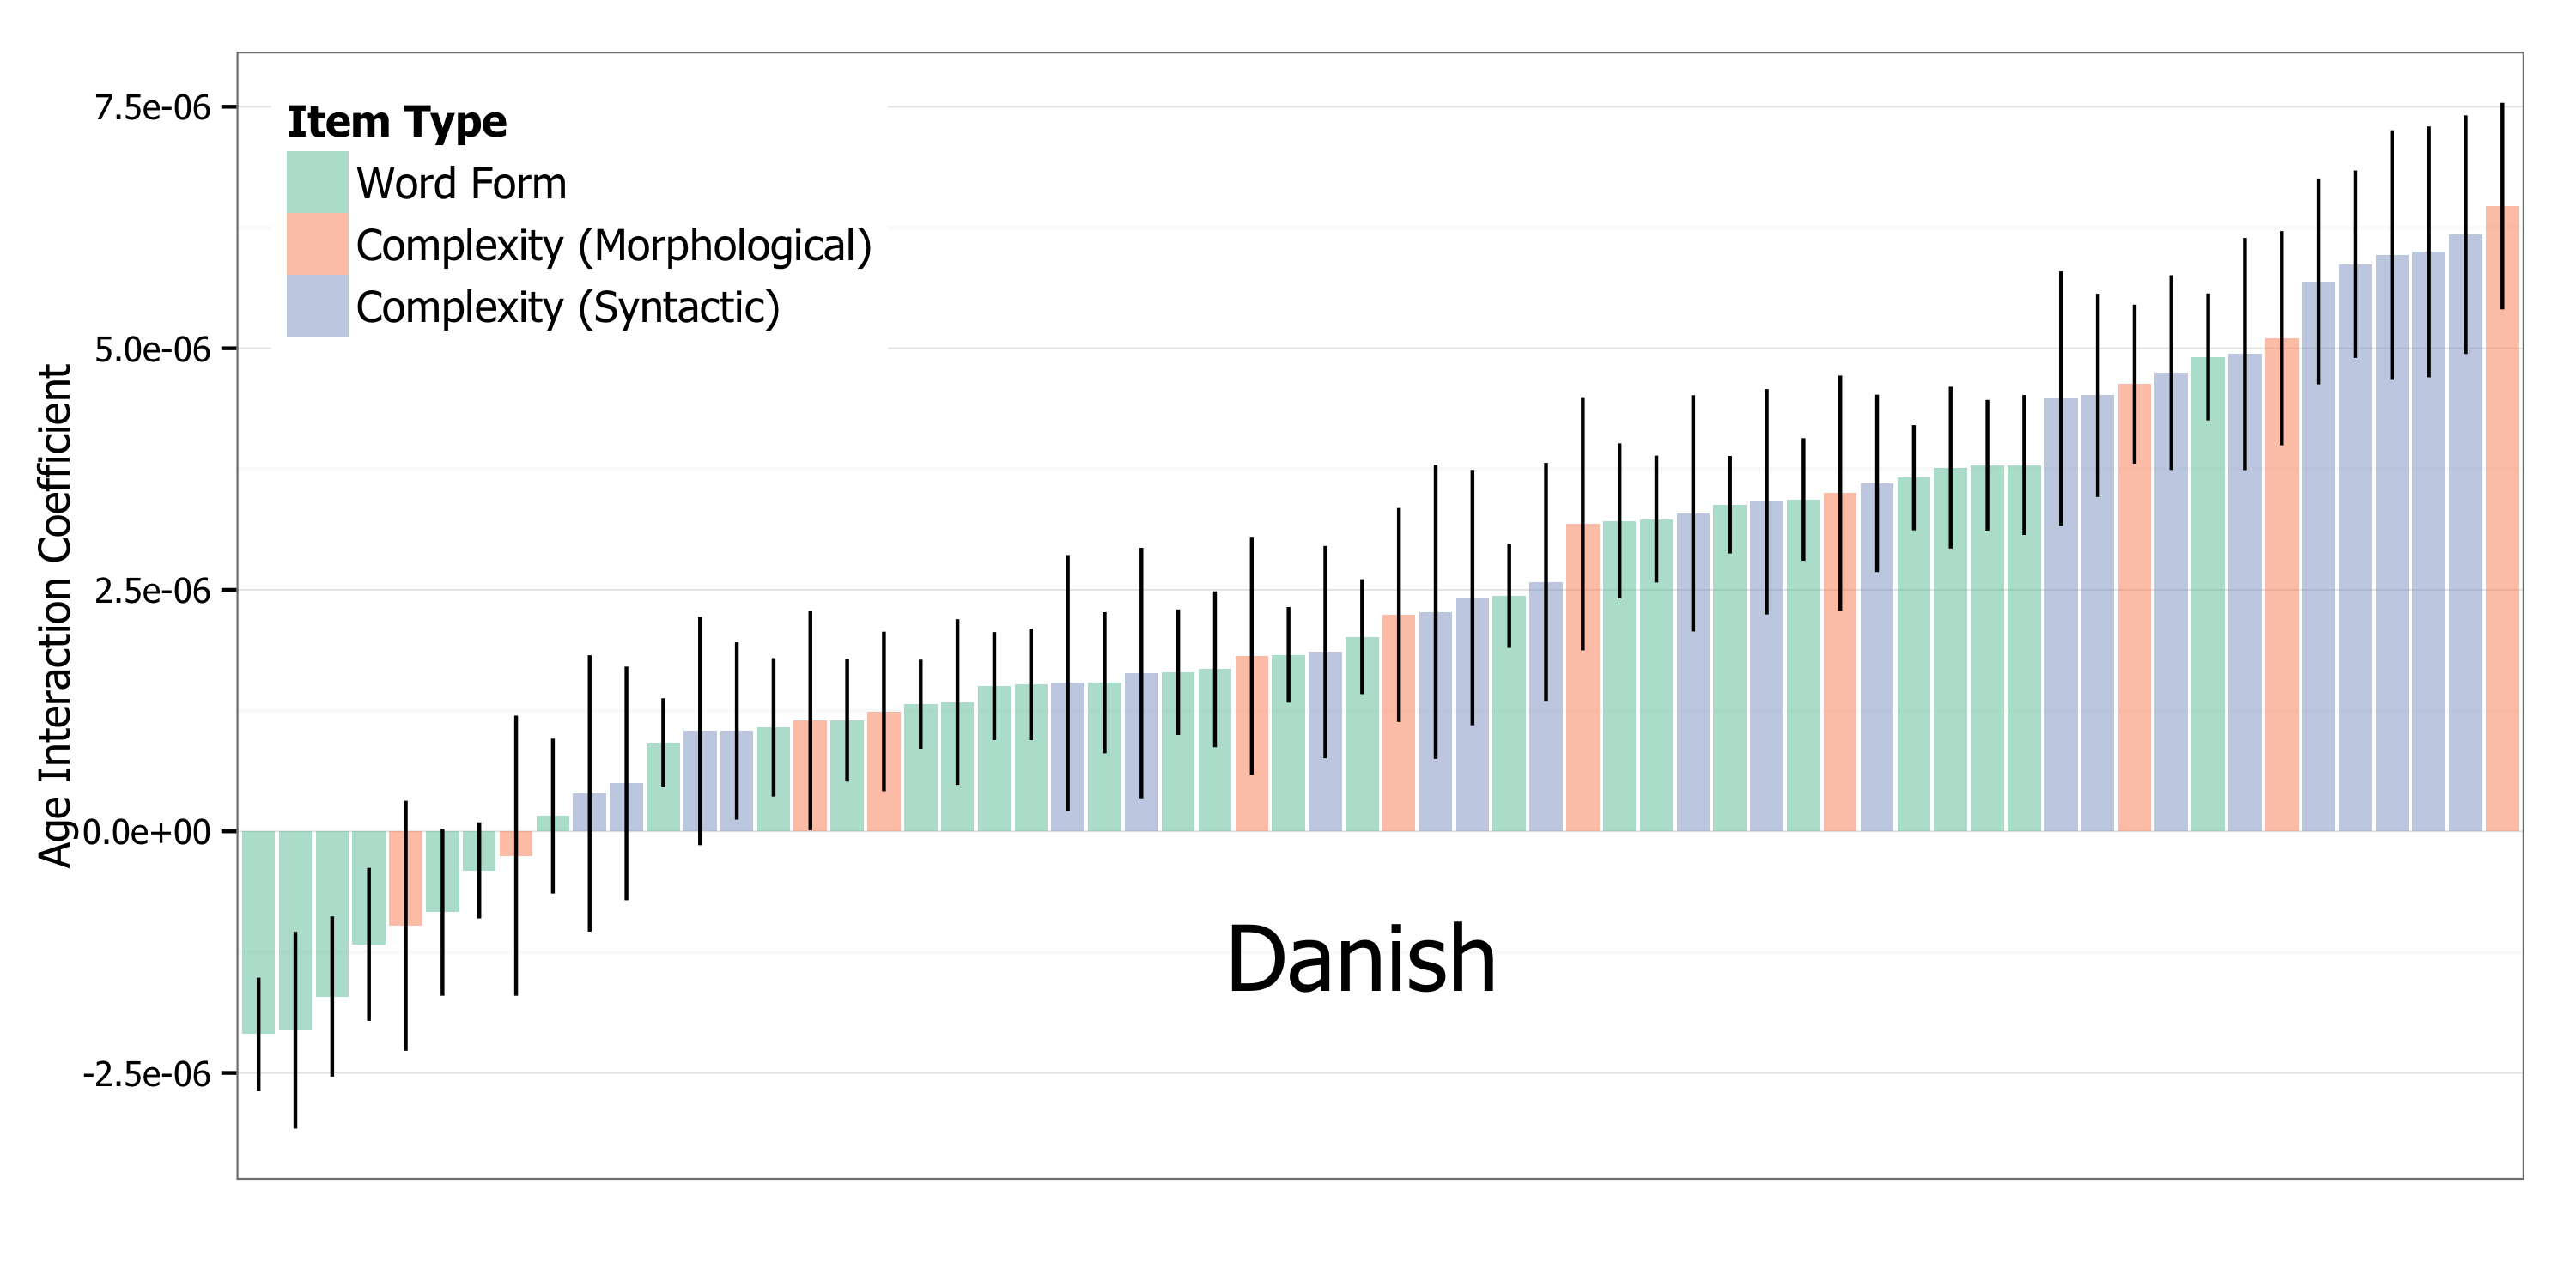 Age Interaction Coefficient
7.5e-06
5.0e-06
2.5e-06
0.0e+00
-2.5e-06
Item Type
Word Form
Complexity (Morphological)
Complexity (Syntactic)
Danish